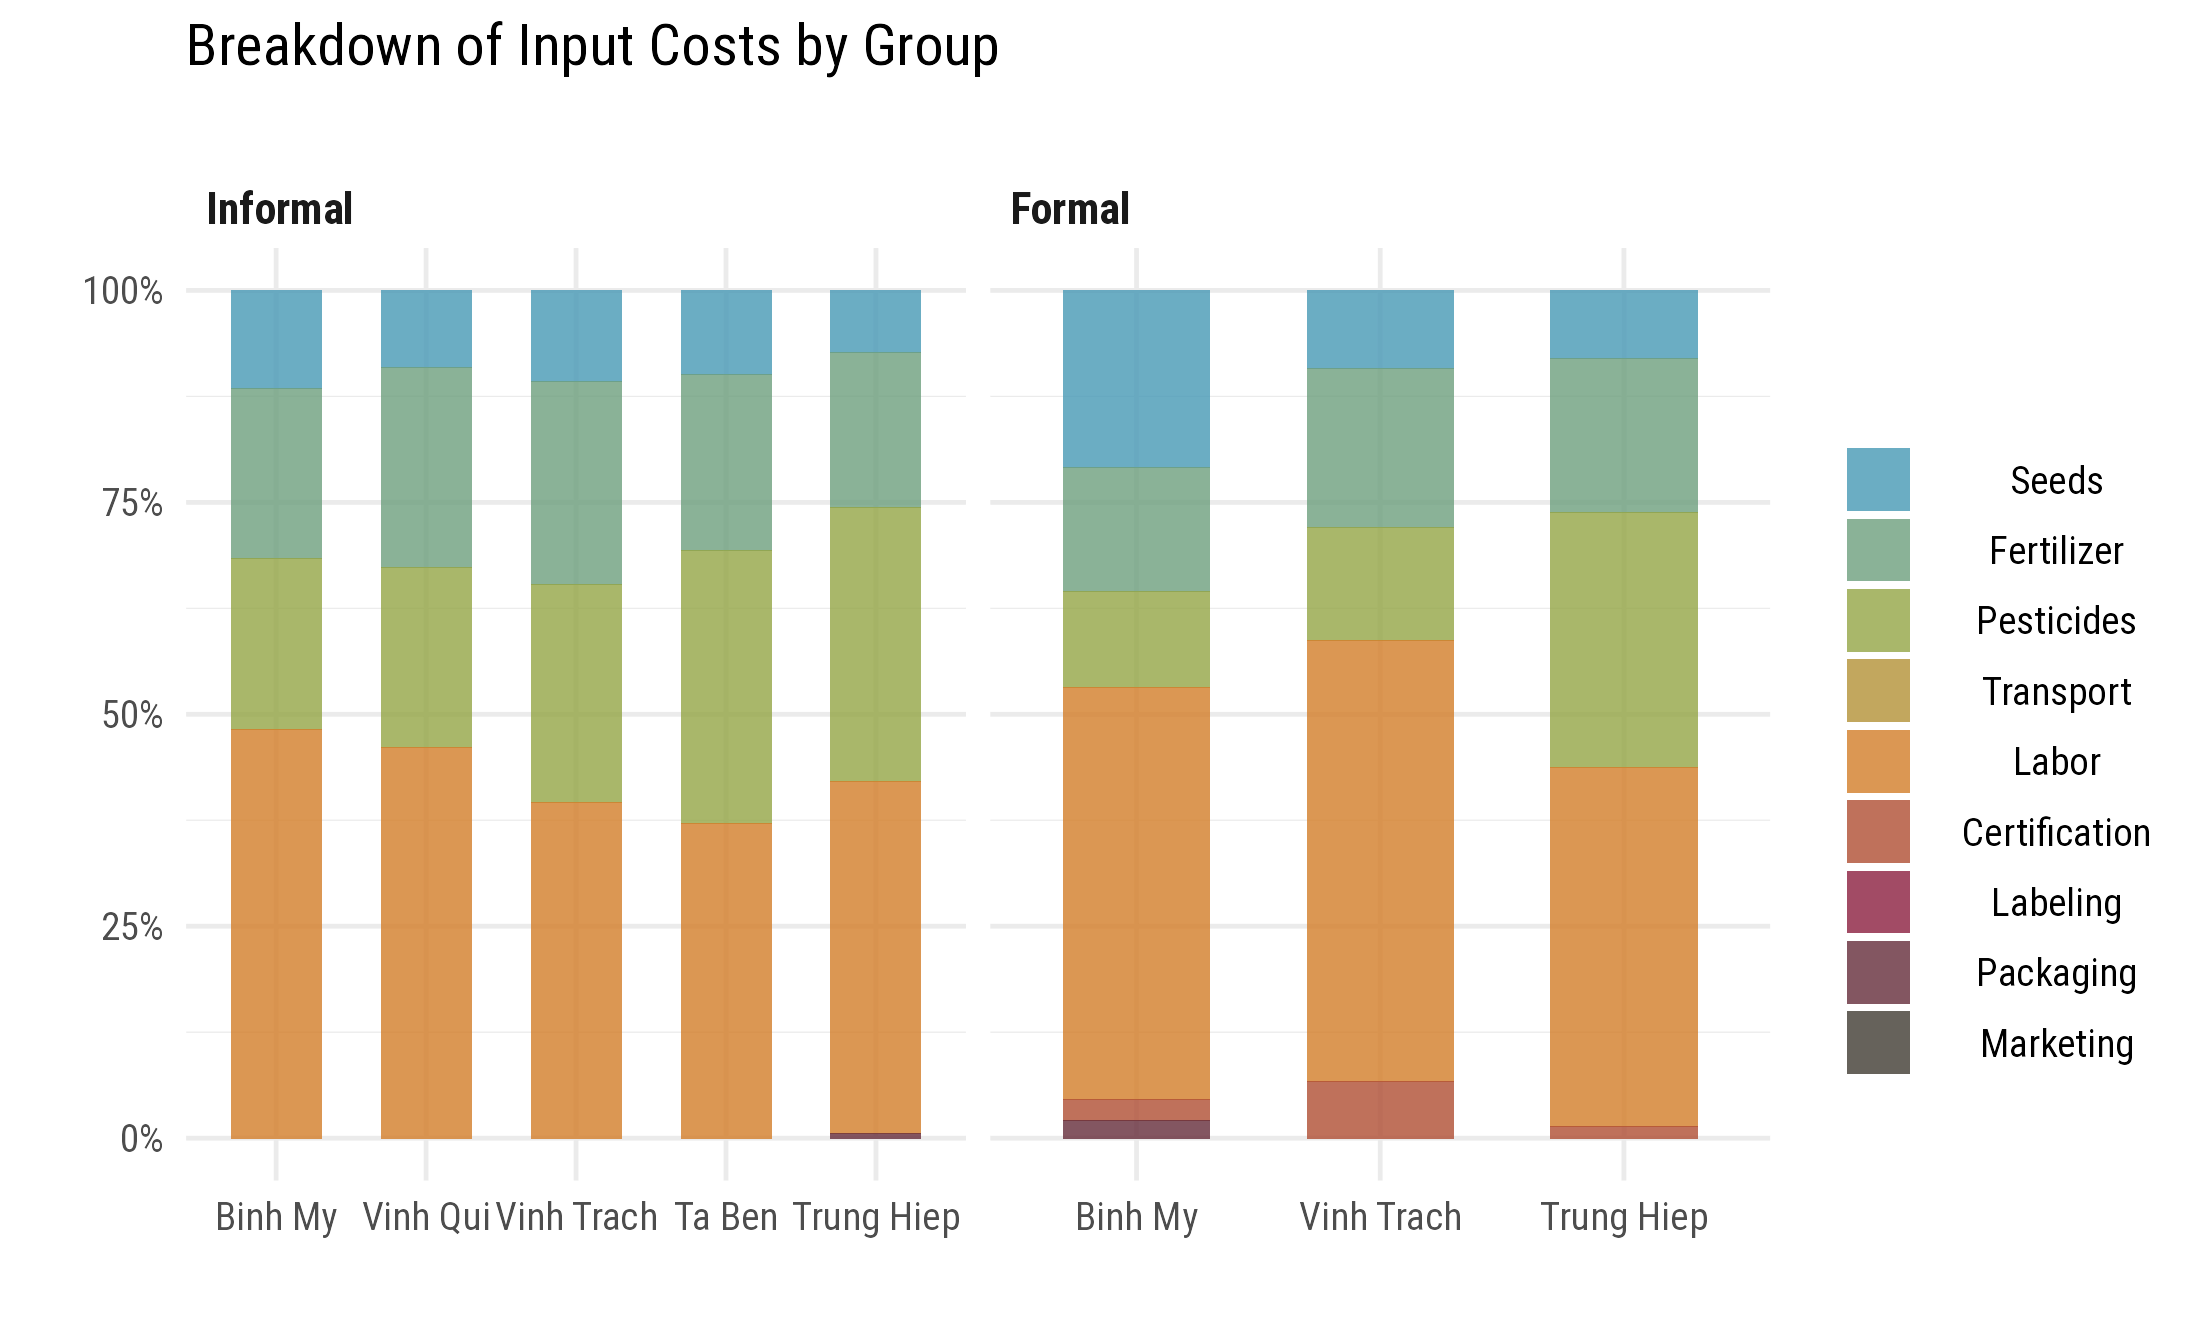 Breakdown of Input Costs by Group
Informal
Formal
100%
75%
50%
25%
0%
Binh My
Vinh Qui
Vinh Trach
Ta Ben
Trung Hiep
Binh My
Vinh Trach
Trung Hiep
Seeds
Fertilizer
Pesticides
Transport
Labor
Certification
Labeling
Packaging
Marketing